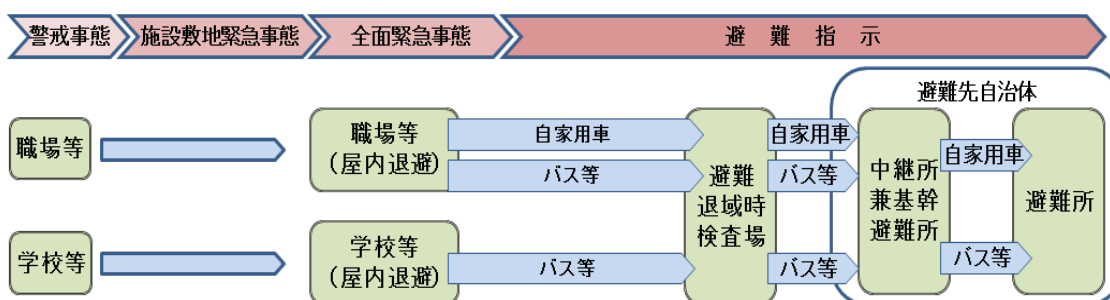 警戒事態
施設敷地緊急事態
全面緊急事態
避難指示
避難先自治体
職場等
職場等
(屋内退避)
自家用車
バス等
避難
退域時
検査場
自家用車
バス等
中継所
兼基幹
避難所
自家用車
避難所
学校等
学校等
(屋内退避)
バス等
バス等
バス等